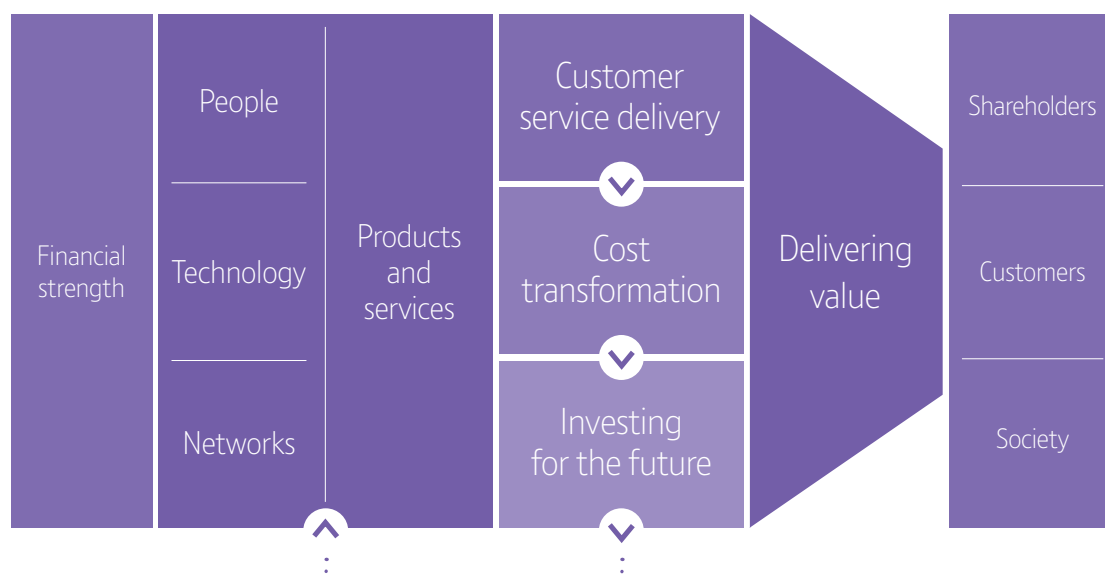 Financial
strength
People
Technology
Networks
Products
and
services
Customer
service delivery
Cost
transformation
Investing
for the future
Delivering
value
Shareholders
Customers
Society